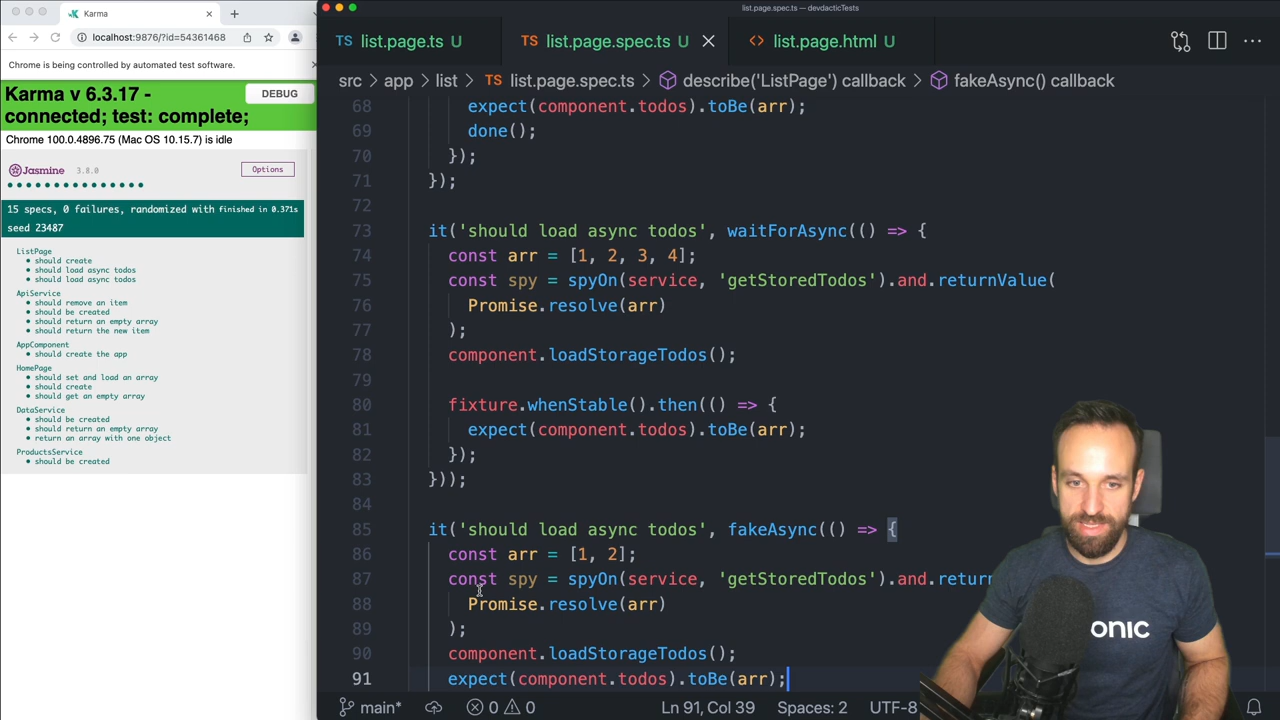 Karma
localhost:9876/?id=54361468
Chrome is being controlled by automated test software.
Karma v 6.3.17 -
connected; test: complete;
DEBUG
Chrome 100.0.4896.75 (Mac OS 10.15.7) is idle
Jasmine 3.8.0
Options
15 specs, 0 failures, randomized with seed 23487
finished in 0.371s
ListPage
• should create
• should load async todos
• should load async todos
ApiService
• should remove an item
• should be created
• should return an empty array
• should return the new item
AppComponent
• should create the app
HomePage
• should set and load an array
• should create
• should get an empty array
DataService
• should be created
• should return an empty array
• return an array with one object
ProductsService
• should be created
list.page.spec.ts — devdacticTests
TS list.page.ts U
TS list.page.spec.ts U
<> list.page.html U
src > app > list > TS list.page.spec.ts > describe('ListPage') callback > fakeAsync() callback
68 expect(component.todos).toBe(arr);
69 done();
70 });
71 });
72
73 it('should load async todos', waitForAsync(() => {
74 const arr = [1, 2, 3, 4];
75 const spy = spyOn(service, 'getStoredTodos').and.returnValue(
76 Promise.resolve(arr)
77 );
78 component.loadStorageTodos();
79
80 fixture.whenStable().then(() => {
81 expect(component.todos).toBe(arr);
82 });
83 }));
84
85 it('should load async todos', fakeAsync(() => {
86 const arr = [1, 2];
87 const spy = spyOn(service, 'getStoredTodos').and.return
88 Promise.resolve(arr)
89 );
90 component.loadStorageTodos();
91 expect(component.todos).toBe(arr);
onic
main* 0 0 Ln 91, Col 39 Spaces: 2 UTF-8